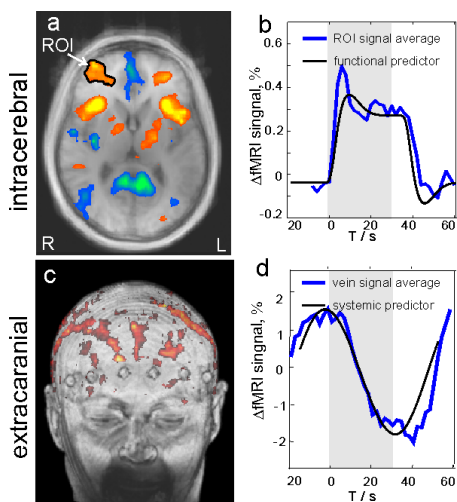 intracerebral
a
ROI
R
L
b
ROI signal average
functional predictor
ΔfMRI singnal, %
0.6
0.4
0.2
0
-0.2
20 0 20 40 60
T / s
extracaranial
c
d
vein signal average
systemic predictor
ΔfMRI singnal, %
2
1
0
-1
-2
20 0 20 40 60
T / s